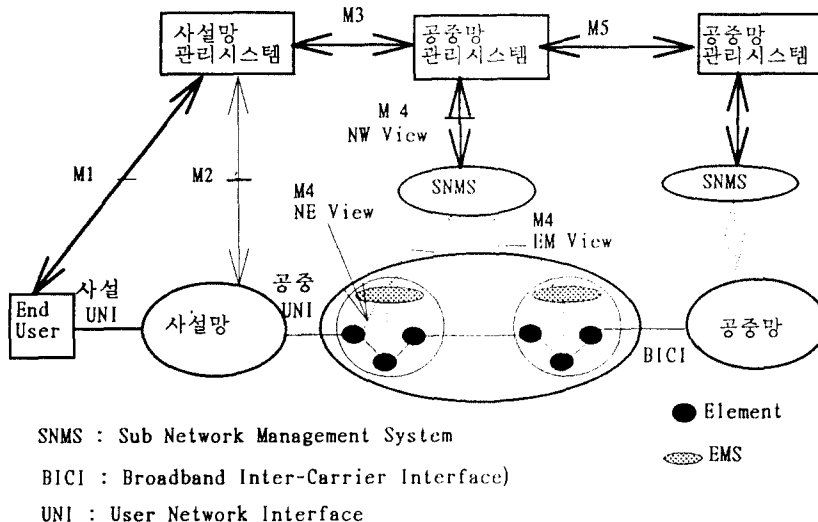 사설망
관리시스템
M3
공중망
관리시스템
M5
공중망
관리시스템
M 4
NW View
M1
M2
SNMS
SNMS
M4
NE View
M4
EM View
사설
UNI
공중
UNI
End
User
사설망
공중망
BICI
Element
EMS
SNMS : Sub Network Management System
BICI : Broadband Inter-Carrier Interface)
UNI : User Network Interface